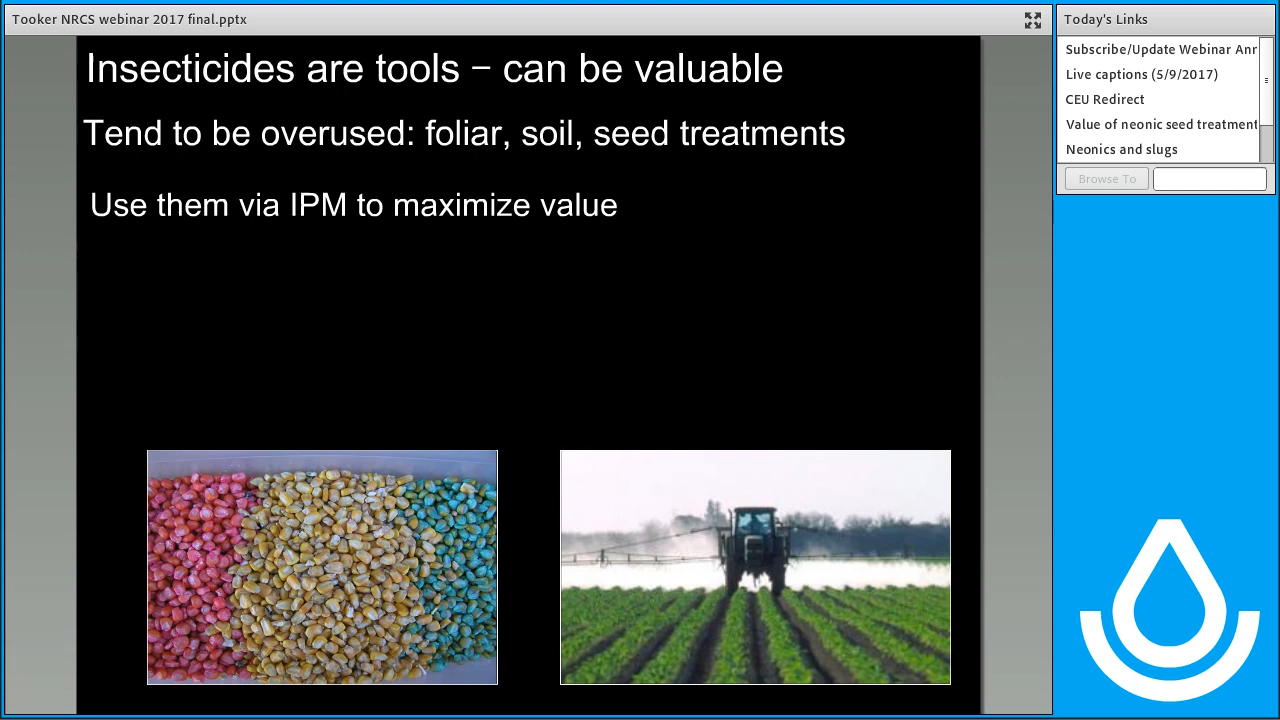 Tooker NRCS webinar 2017 final.pptx
Insecticides are tools – can be valuable
Tend to be overused: foliar, soil, seed treatments
Use them via IPM to maximize value
Today's Links
Subscribe/Update Webinar Anr
Live captions (5/9/2017)
CEU Redirect
Value of neonic seed treatment
Neonics and slugs
Browse To